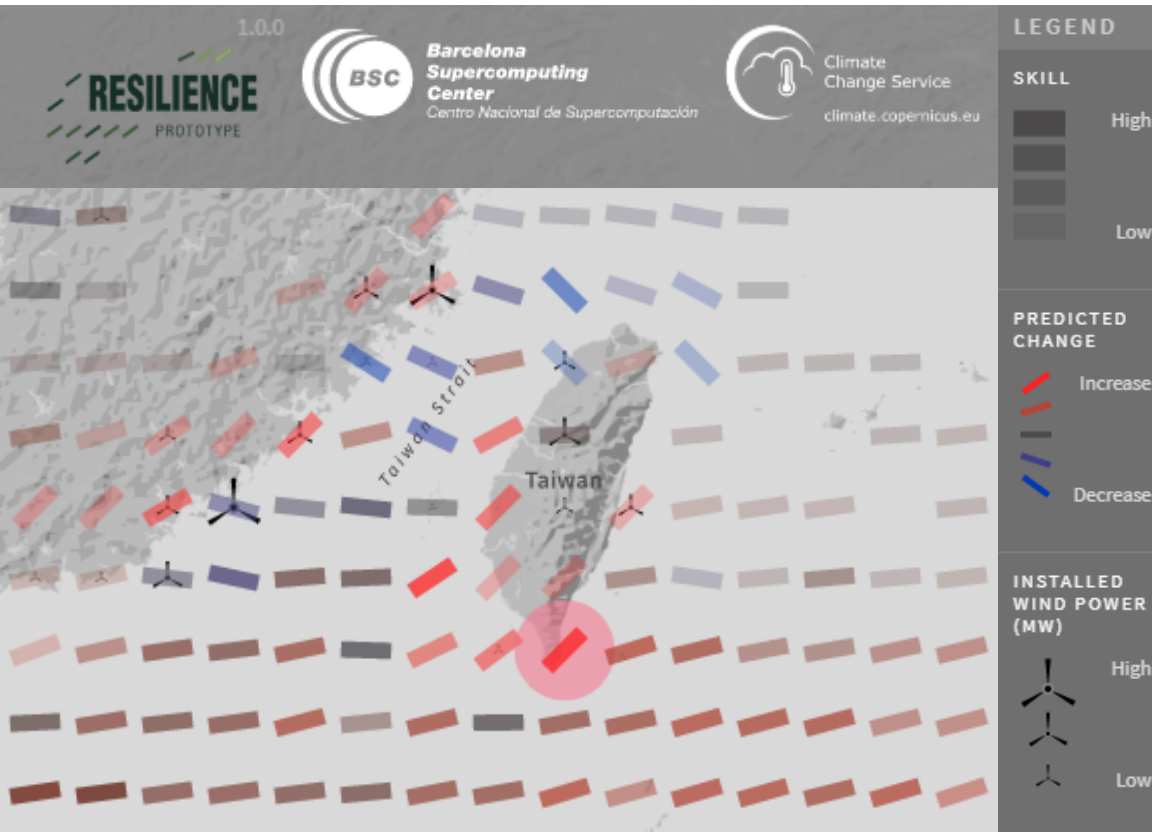 1.0.0
RESILIENCE
PROTOTYPE
BSC
Barcelona
Supercomputing
Center
Centro Nacional de Supercomputación
Climate
Change Service
climate.copernicus.eu
LEGEND
SKILL
High
Low
PREDICTED
CHANGE
Increase
Decrease
INSTALLED
WIND POWER
(MW)
High
Low
Taiwan Strait
Taiwan